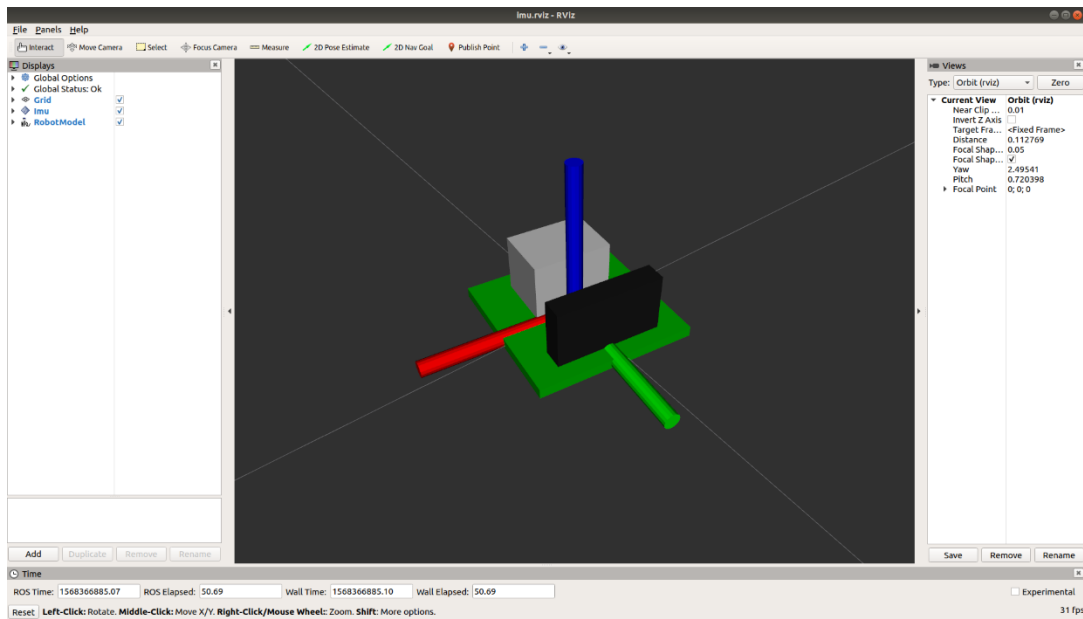 imu.rviz - RViz
File Panels Help
Interact Move Camera Select Focus Camera Measure 2D Pose Estimate 2D Nav Goal Publish Point
Displays
Global Options
Global Status: Ok
Grid
Imu
RobotModel
Add Duplicate Remove Rename
Views
Type: Orbit (rviz) Zero
Current View Orbit (rviz)
Near Clip ... 0.01
Invert Z Axis
Target Fra... <Fixed Frame>
Distance 0.112769
Focal Shap... 0.05
Focal Shap...
Yaw 2.49541
Pitch 0.720398
Focal Point 0; 0; 0
Save Remove Rename
Time
ROS Time: 1568366885.07 ROS Elapsed: 50.69 Wall Time: 1568366885.10 Wall Elapsed: 50.69 Experimental
Reset Left-Click: Rotate. Middle-Click: Move X/Y. Right-Click/Mouse Wheel:: Zoom. Shift: More options. 31 fps